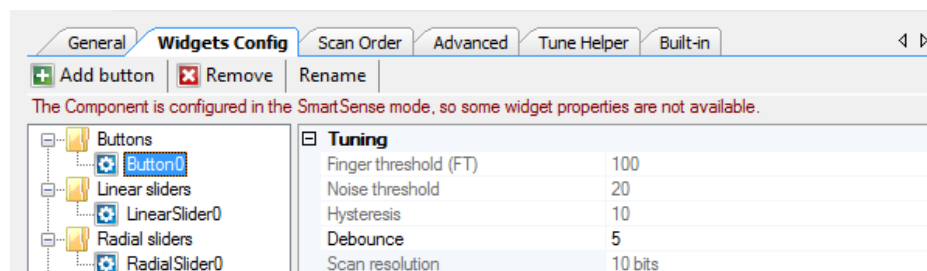 General Widgets Config Scan Order Advanced Tune Helper Built-in
Add button Remove Rename
The Component is configured in the SmartSense mode, so some widget properties are not available.
Buttons
Button0
Linear sliders
LinearSlider0
Radial sliders
RadialSlider0
Tuning
Finger threshold (FT) 100
Noise threshold 20
Hysteresis 10
Debounce 5
Scan resolution 10 bits